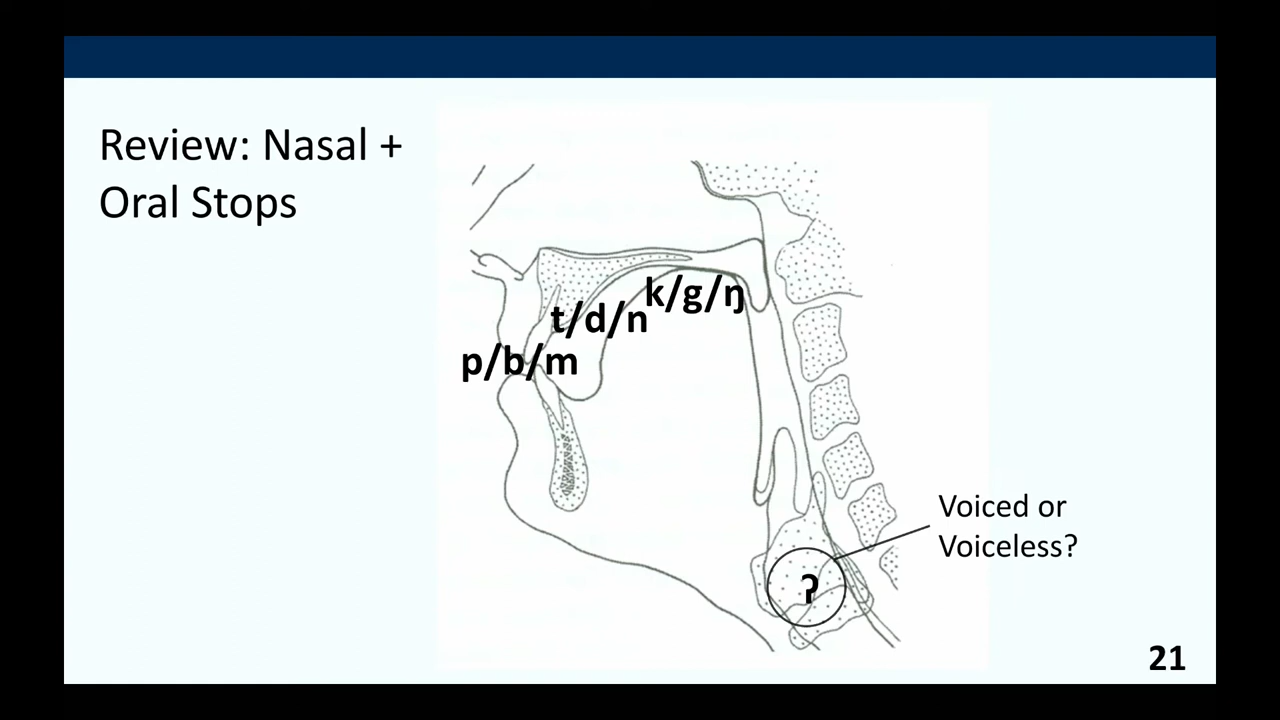 Review: Nasal +
Oral Stops
k/g/ŋ
t/d/n
p/b/m
Voiced or
Voiceless?
ʔ
21